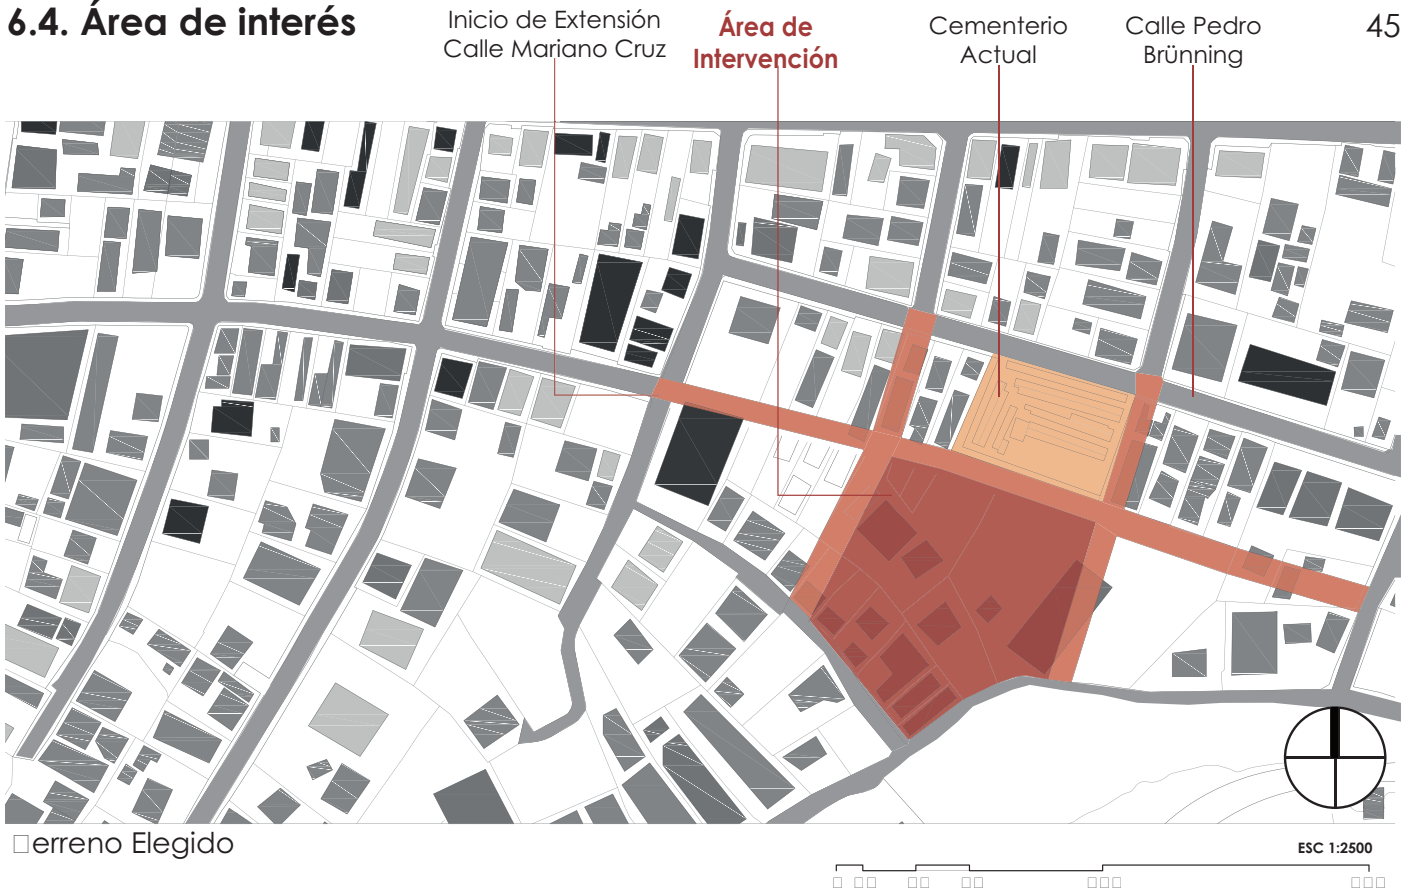 6.4. Área de interés
Inicio de Extensión
Calle Mariano Cruz
Área de
Intervención
Cementerio
Actual
Calle Pedro
Brünning
45
□erreno Elegido
ESC 1:2500